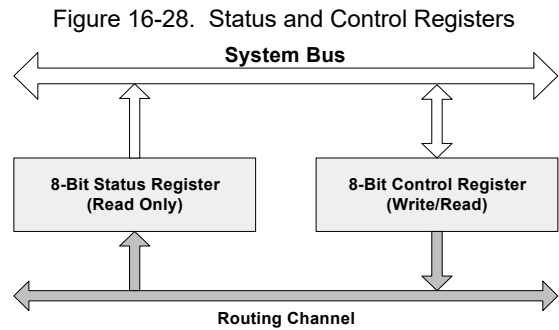 Figure 16-28. Status and Control Registers
System Bus
8-Bit Status Register
(Read Only)
8-Bit Control Register
(Write/Read)
Routing Channel